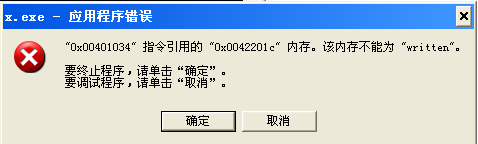 x.exe - 应用程序错误
"0x00401034" 指令引用的 "0x0042201c" 内存。该内存不能为 "written"。
要终止程序，请单击“确定”。
要调试程序，请单击“取消”。
确定
取消